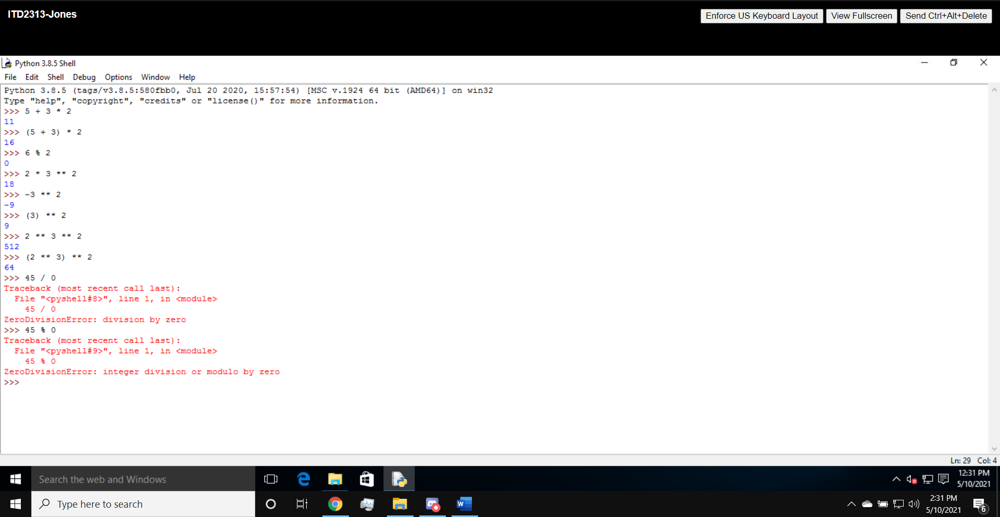 ITD2313-Jones
Enforce US Keyboard Layout View Fullscreen Send Ctrl+Alt+Delete
Python 3.8.5 Shell
File Edit Shell Debug Options Window Help
Python 3.8.5 (tags/v3.8.5:580fbb0, Jul 20 2020, 15:57:54) [MSC v.1924 64 bit (AMD64)] on win32
Type "help", "copyright", "credits" or "license()" for more information.
>>> 5 + 3 * 2
11
>>> (5 + 3) * 2
16
>>> 6 % 2
0
>>> 2 * 3 ** 2
18
>>> -3 ** 2
-9
>>> (3) ** 2
9
>>> 2 ** 3 ** 2
512
>>> (2 ** 3) ** 2
64
>>> 45 / 0
Traceback (most recent call last):
  File "<pyshell#8>", line 1, in <module>
    45 / 0
ZeroDivisionError: division by zero
>>> 45 % 0
Traceback (most recent call last):
  File "<pyshell#9>", line 1, in <module>
    45 % 0
ZeroDivisionError: integer division or modulo by zero
>>>
Ln: 29 Col: 4
Search the web and Windows
12:31 PM
5/10/2021
Type here to search
2:31 PM
5/10/2021
6